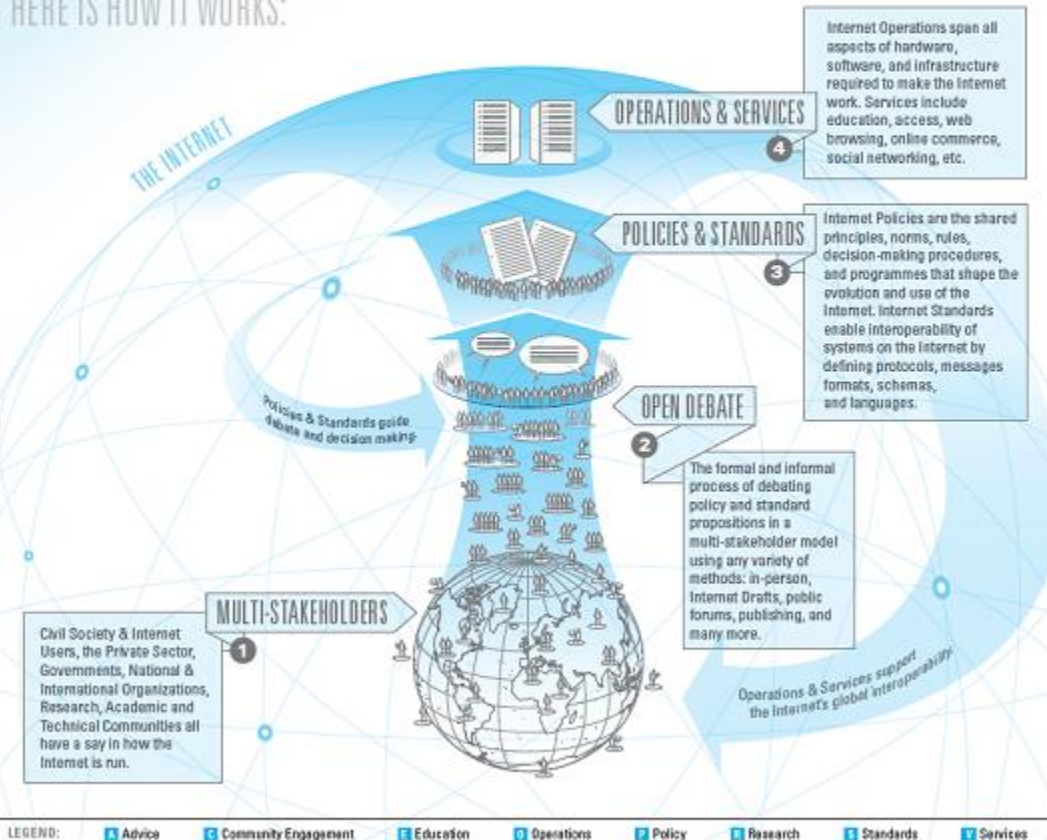 HERE IS HOW IT WORKS:
THE INTERNET
OPERATIONS & SERVICES
4
Internet Operations span all
aspects of hardware,
software, and infrastructure
required to make the Internet
work. Services include
education, access, web
browsing, online commerce,
social networking, etc.
POLICIES & STANDARDS
3
Internet Policies are the shared
principles, norms, rules,
decision-making procedures,
and programmes that shape the
evolution and use of the
Internet. Internet Standards
enable interoperability of
systems on the Internet by
defining protocols, messages
formats, schemas,
and languages.
Policies & Standards guide
debate and decision making.
OPEN DEBATE
2
The formal and informal
process of debating
policy and standard
propositions in a
multi-stakeholder model
using any variety of
methods: in-person,
Internet Drafts, public
forums, publishing, and
many more.
MULTI-STAKEHOLDERS
1
Civil Society & Internet
Users, the Private Sector,
Governments, National &
International Organizations,
Research, Academic and
Technical Communities all
have a say in how the
Internet is run.
Operations & Services support
the Internet's global interoperability.
LEGEND: A Advice C Community Engagement E Education O Operations P Policy R Research S Standards V Services